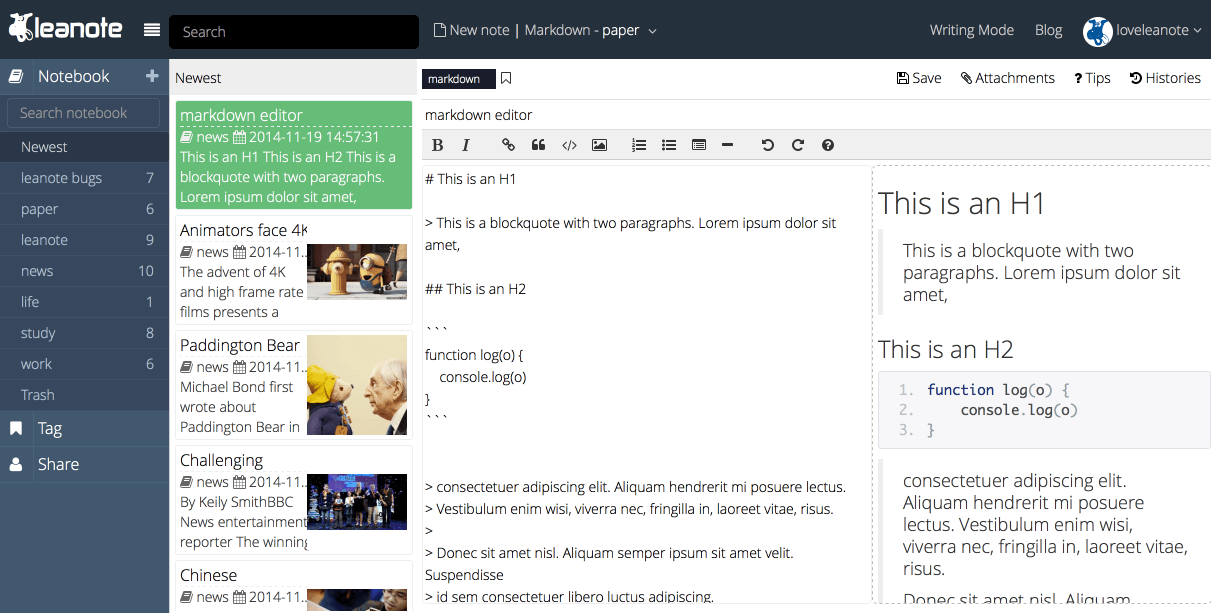 leanote
Search
New note | Markdown - paper
Writing Mode
Blog
loveleanote
Notebook
Search notebook
Newest
leanote bugs 7
paper 6
leanote 9
news 10
life 1
study 8
work 6
Trash
Tag
Share
Newest
markdown editor
news 2014-11-19 14:57:31
This is an H1 This is an H2 This is a
blockquote with two paragraphs.
Lorem ipsum dolor sit amet,
Animators face 4K
news 2014-11...
The advent of 4K
and high frame rate
films presents a
Paddington Bear
news 2014-11...
Michael Bond first
wrote about
Paddington Bear in
Challenging
news 2014-11...
By Keily SmithBBC
News entertainment
reporter The winning
Chinese
news 2014-11...
markdown
Save
Attachments
? Tips
Histories
markdown editor
B I
# This is an H1
> This is a blockquote with two paragraphs. Lorem ipsum dolor sit
amet,
## This is an H2
```
function log(o) {
console.log(o)
}
```
> consectetuer adipiscing elit. Aliquam hendrerit mi posuere lectus.
> Vestibulum enim wisi, viverra nec, fringilla in, laoreet vitae, risus.
>
> Donec sit amet nisl. Aliquam semper ipsum sit amet velit.
Suspendisse
> id sem consectetuer libero luctus adipiscing.
This is an H1
This is a blockquote with two
paragraphs. Lorem ipsum dolor sit
amet,
This is an H2
1. function log(o) {
2. console.log(o)
3. }
consectetuer adipiscing elit.
Aliquam hendrerit mi posuere
lectus. Vestibulum enim wisi,
viverra nec, fringilla in, laoreet vitae,
risus.
Donec sit amet nisl. Aliquam